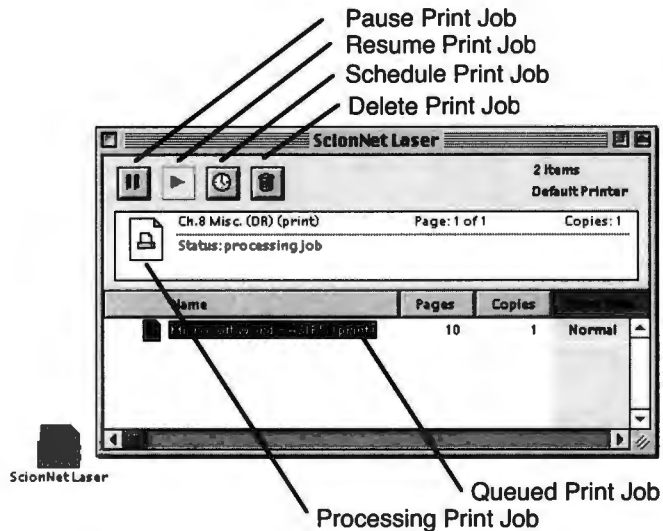 Pause Print Job
Resume Print Job
Schedule Print Job
Delete Print Job
ScionNet Laser
2 Items
Default Printer
Ch.8 Misc. (DR) (print) Page: 1 of 1 Copies: 1
Status: processing job
Name Pages Copies
10 1 Normal
ScionNet Laser
Queued Print Job
Processing Print Job